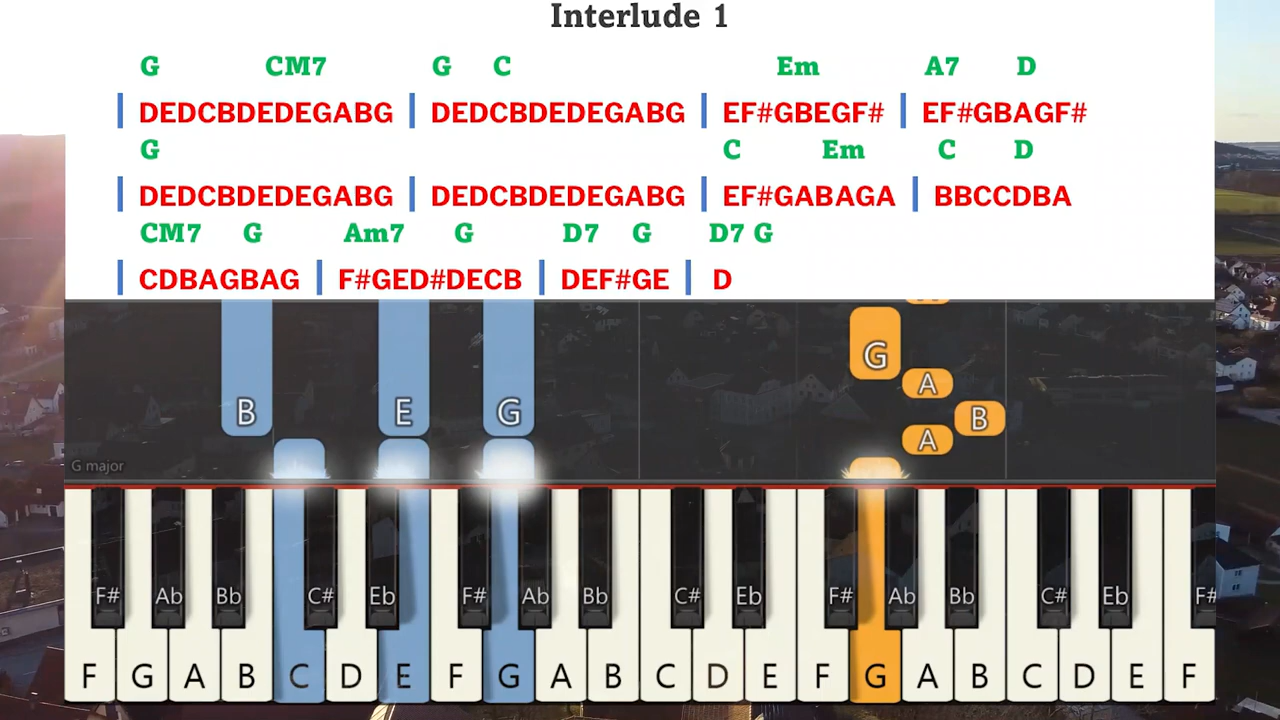 Interlude 1
G CM7 G C Em A7 D
| DEDCBDEDEGABG | DEDCBDEDEGABG | EF#GBEGF# | EF#GBAGF#
G C Em C D
| DEDCBDEDEGABG | DEDCBDEDEGABG | EF#GABAGA | BBCCDBA
CM7 G Am7 G D7 G D7 G
| CDBAGBAG | F#GED#DECB | DEF#GE | D
G
A
B E G B
A
G major
F# Ab Bb C# Eb F# Ab Bb C# Eb F# Ab Bb C# Eb F#
F G A B C D E F G A B C D E F G A B C D E F